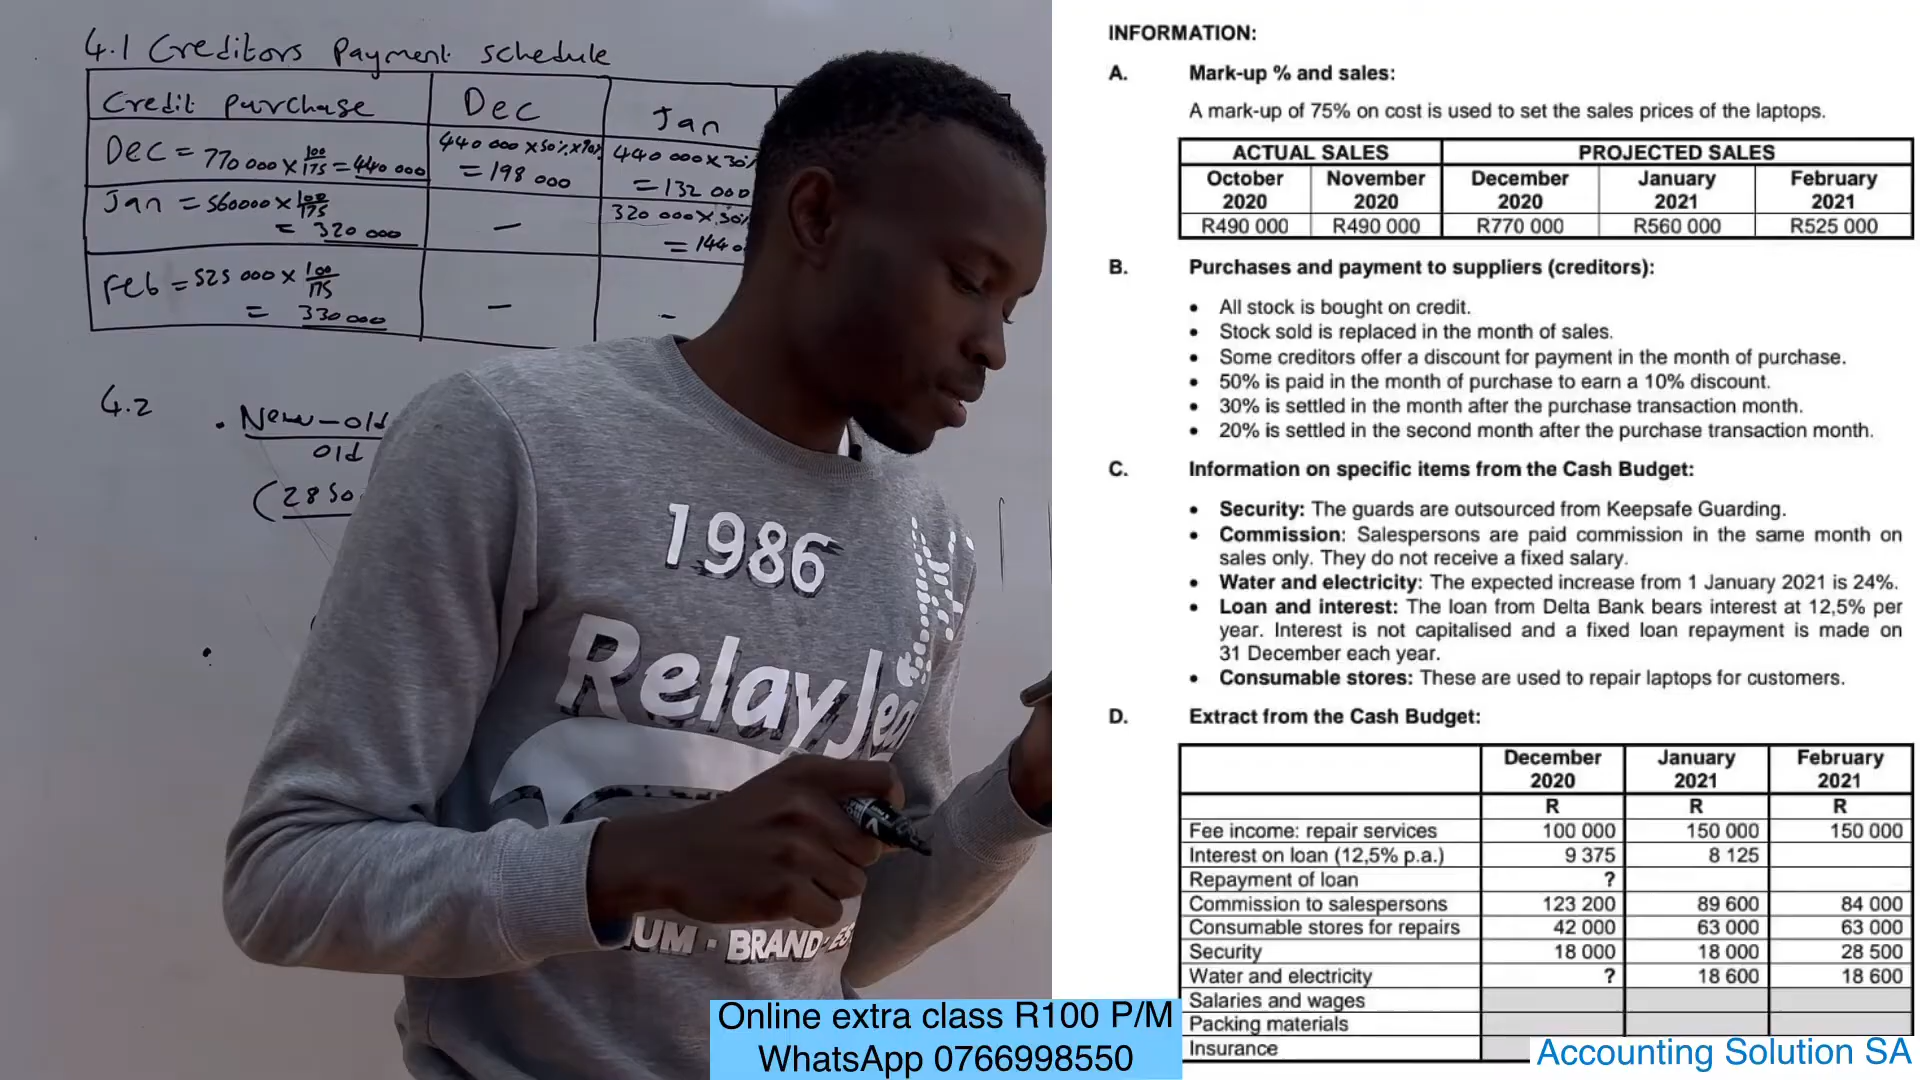 4.1 Creditors Payment schedule
Credit purchase
Dec
Jan
Dec = 770 000 × 100/175 = 440 000
440 000 × 50% × 90%
= 198 000
440 000 × 30%
= 132 000
Jan = 560000 × 100/175
= 320 000
-
320 000 × 50%
= 144 0
Feb = 525 000 × 100/175
= 330 000
-
-
4.2
• New - old
old
(2850
1986
Relay Jea
UM · BRAND · ES
INFORMATION:
A. Mark-up % and sales:
A mark-up of 75% on cost is used to set the sales prices of the laptops.
ACTUAL SALES PROJECTED SALES
October 2020 November 2020 December 2020 January 2021 February 2021
R490 000 R490 000 R770 000 R560 000 R525 000
B. Purchases and payment to suppliers (creditors):
• All stock is bought on credit.
• Stock sold is replaced in the month of sales.
• Some creditors offer a discount for payment in the month of purchase.
• 50% is paid in the month of purchase to earn a 10% discount.
• 30% is settled in the month after the purchase transaction month.
• 20% is settled in the second month after the purchase transaction month.
C. Information on specific items from the Cash Budget:
• Security: The guards are outsourced from Keepsafe Guarding.
• Commission: Salespersons are paid commission in the same month on
sales only. They do not receive a fixed salary.
• Water and electricity: The expected increase from 1 January 2021 is 24%.
• Loan and interest: The loan from Delta Bank bears interest at 12,5% per
year. Interest is not capitalised and a fixed loan repayment is made on
31 December each year.
• Consumable stores: These are used to repair laptops for customers.
D. Extract from the Cash Budget:
December 2020 January 2021 February 2021
R R R
Fee income: repair services 100 000 150 000 150 000
Interest on loan (12,5% p.a.) 9 375 8 125
Repayment of loan ?
Commission to salespersons 123 200 89 600 84 000
Consumable stores for repairs 42 000 63 000 63 000
Security 18 000 18 000 28 500
Water and electricity ? 18 600 18 600
Salaries and wages
Packing materials
Insurance
Online extra class R100 P/M
WhatsApp 0766998550
Accounting Solution SA